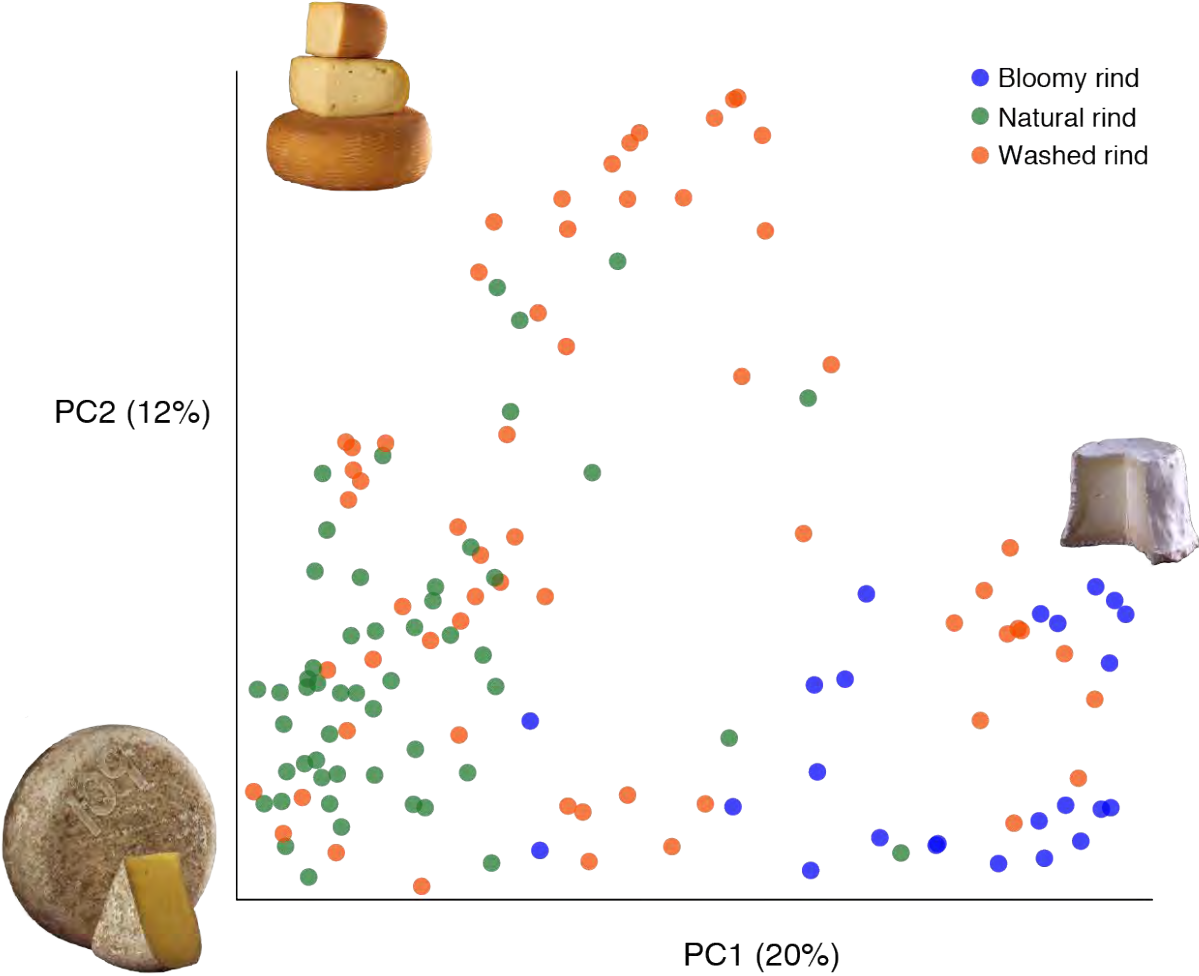 Bloomy rind
Natural rind
Washed rind
PC2 (12%)
PC1 (20%)